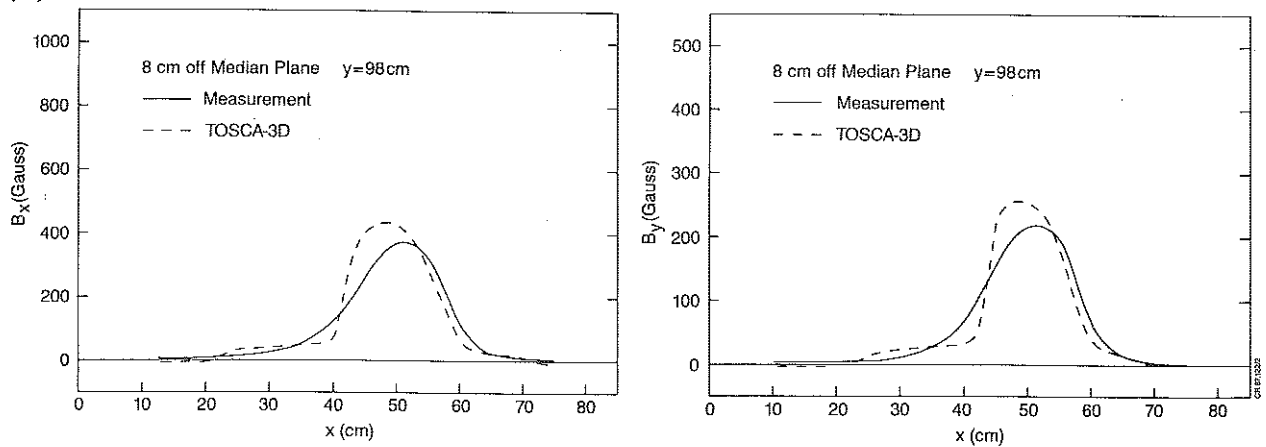 1000
800
600
400
200
0
B_x (Gauss)
8 cm off Median Plane y=98cm
Measurement
TOSCA-3D
0 10 20 30 40 50 60 70 80
x (cm)
500
400
300
200
100
0
B_y (Gauss)
8 cm off Median Plane y=98cm
Measurement
TOSCA-3D
0 10 20 30 40 50 60 70 80
x (cm)